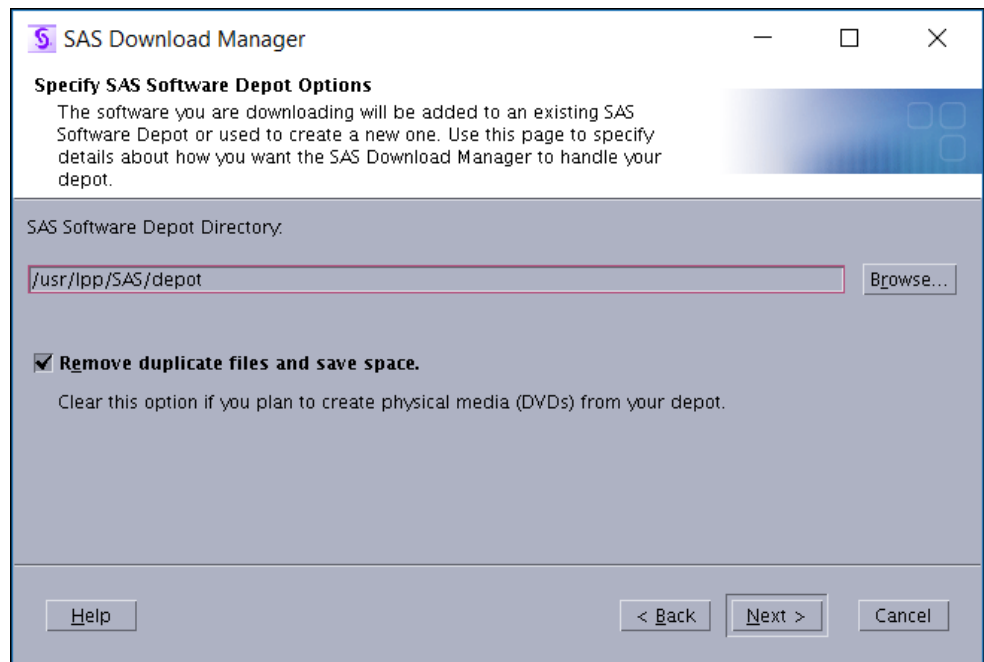 SAS Download Manager
Specify SAS Software Depot Options
The software you are downloading will be added to an existing SAS
Software Depot or used to create a new one. Use this page to specify
details about how you want the SAS Download Manager to handle your
depot.
SAS Software Depot Directory:
/usr/lpp/SAS/depot
Browse...
Remove duplicate files and save space.
Clear this option if you plan to create physical media (DVDs) from your depot.
Help
< Back
Next >
Cancel